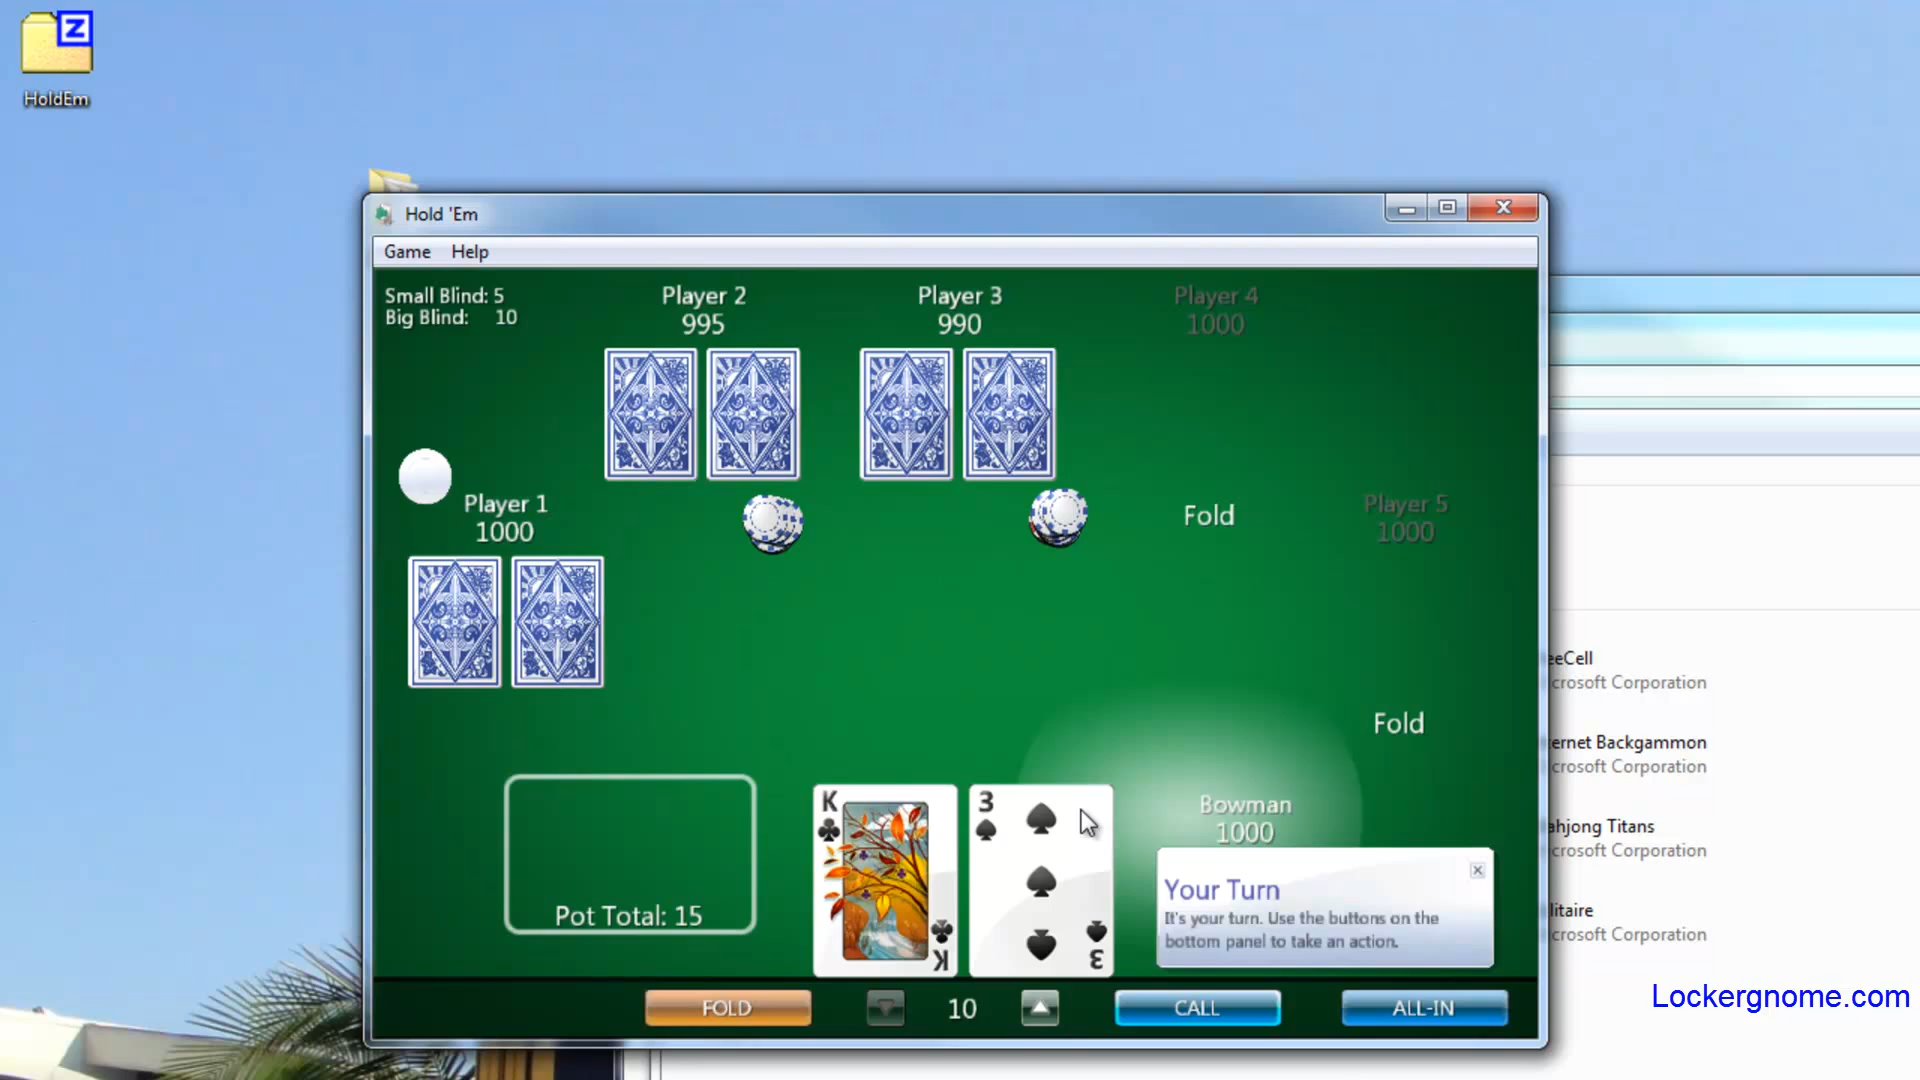 Z
HoldEm
Hold 'Em
Game Help
Small Blind: 5
Big Blind: 10
Player 2
995
Player 3
990
Player 4
1000
Player 1
1000
Fold
Player 5
1000
Fold
Pot Total: 15
K
K
3
3
Bowman
1000
Your Turn
It's your turn. Use the buttons on the
bottom panel to take an action.
FOLD
10
CALL
ALL-IN
eeCell
crosoft Corporation
ernet Backgammon
crosoft Corporation
ahjong Titans
crosoft Corporation
litaire
crosoft Corporation
Lockergnome.com